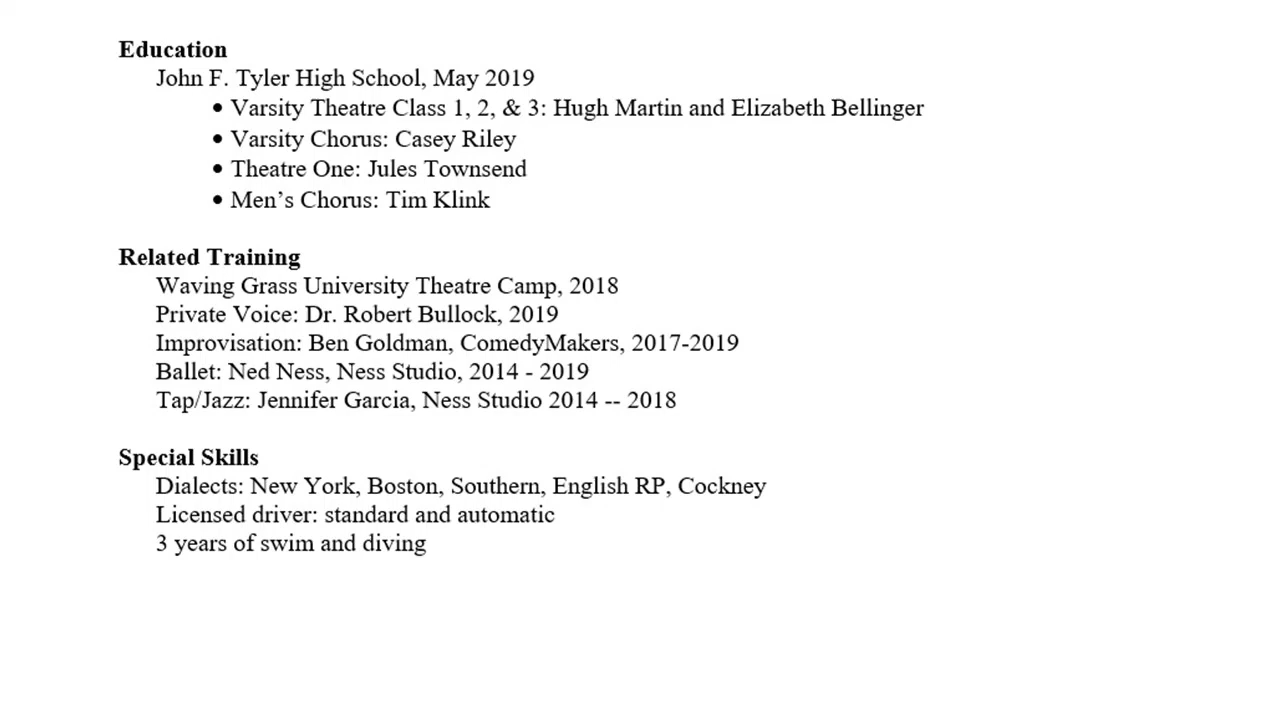 Education
John F. Tyler High School, May 2019
• Varsity Theatre Class 1, 2, & 3: Hugh Martin and Elizabeth Bellinger
• Varsity Chorus: Casey Riley
• Theatre One: Jules Townsend
• Men’s Chorus: Tim Klink
Related Training
Waving Grass University Theatre Camp, 2018
Private Voice: Dr. Robert Bullock, 2019
Improvisation: Ben Goldman, ComedyMakers, 2017-2019
Ballet: Ned Ness, Ness Studio, 2014 - 2019
Tap/Jazz: Jennifer Garcia, Ness Studio 2014 -- 2018
Special Skills
Dialects: New York, Boston, Southern, English RP, Cockney
Licensed driver: standard and automatic
3 years of swim and diving